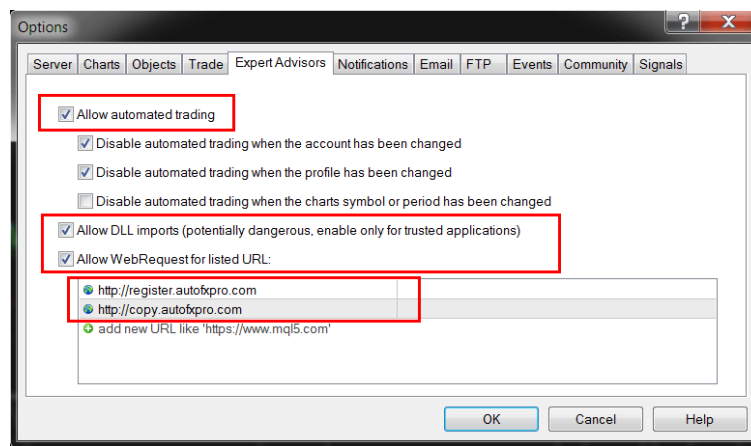 Options
Server Charts Objects Trade Expert Advisors Notifications Email FTP Events Community Signals
Allow automated trading
Disable automated trading when the account has been changed
Disable automated trading when the profile has been changed
Disable automated trading when the charts symbol or period has been changed
Allow DLL imports (potentially dangerous, enable only for trusted applications)
Allow WebRequest for listed URL:
http://register.autofxpro.com
http://copy.autofxpro.com
add new URL like 'https://www.mql5.com'
OK Cancel Help